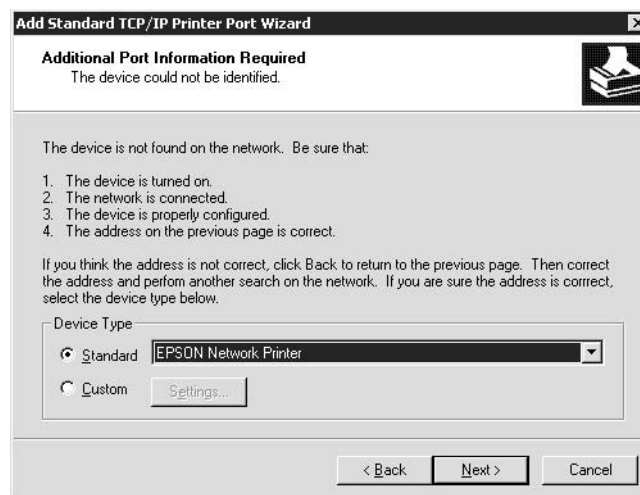 Add Standard TCP/IP Printer Port Wizard
Additional Port Information Required
The device could not be identified.
The device is not found on the network. Be sure that:
1. The device is turned on.
2. The network is connected.
3. The device is properly configured.
4. The address on the previous page is correct.
If you think the address is not correct, click Back to return to the previous page. Then correct
the address and perfom another search on the network. If you are sure the address is corrrect,
select the device type below.
Device Type
Standard EPSON Network Printer
Custom Settings...
< Back Next > Cancel